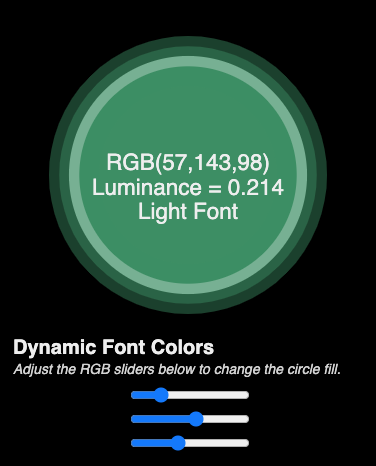 RGB(57,143,98)
Luminance = 0.214
Light Font
Dynamic Font Colors
Adjust the RGB sliders below to change the circle fill.